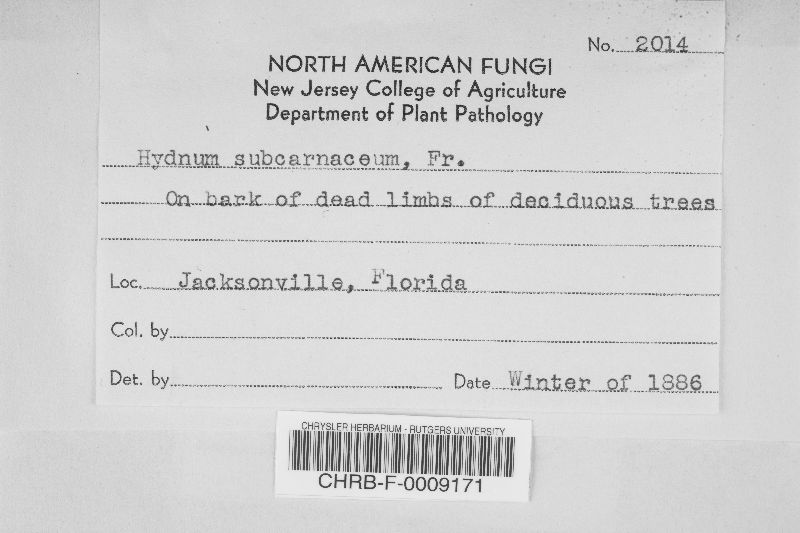 No. 2014
NORTH AMERICAN FUNGI
New Jersey College of Agriculture
Department of Plant Pathology
Hydnum subcarnaceum, Fr.
On bark of dead limbs of deciduous trees
Loc. Jacksonville, Florida
Col. by
Det. by Date Winter of 1886
CHRYSLER HERBARIUM - RUTGERS UNIVERSITY
CHRB-F-0009171